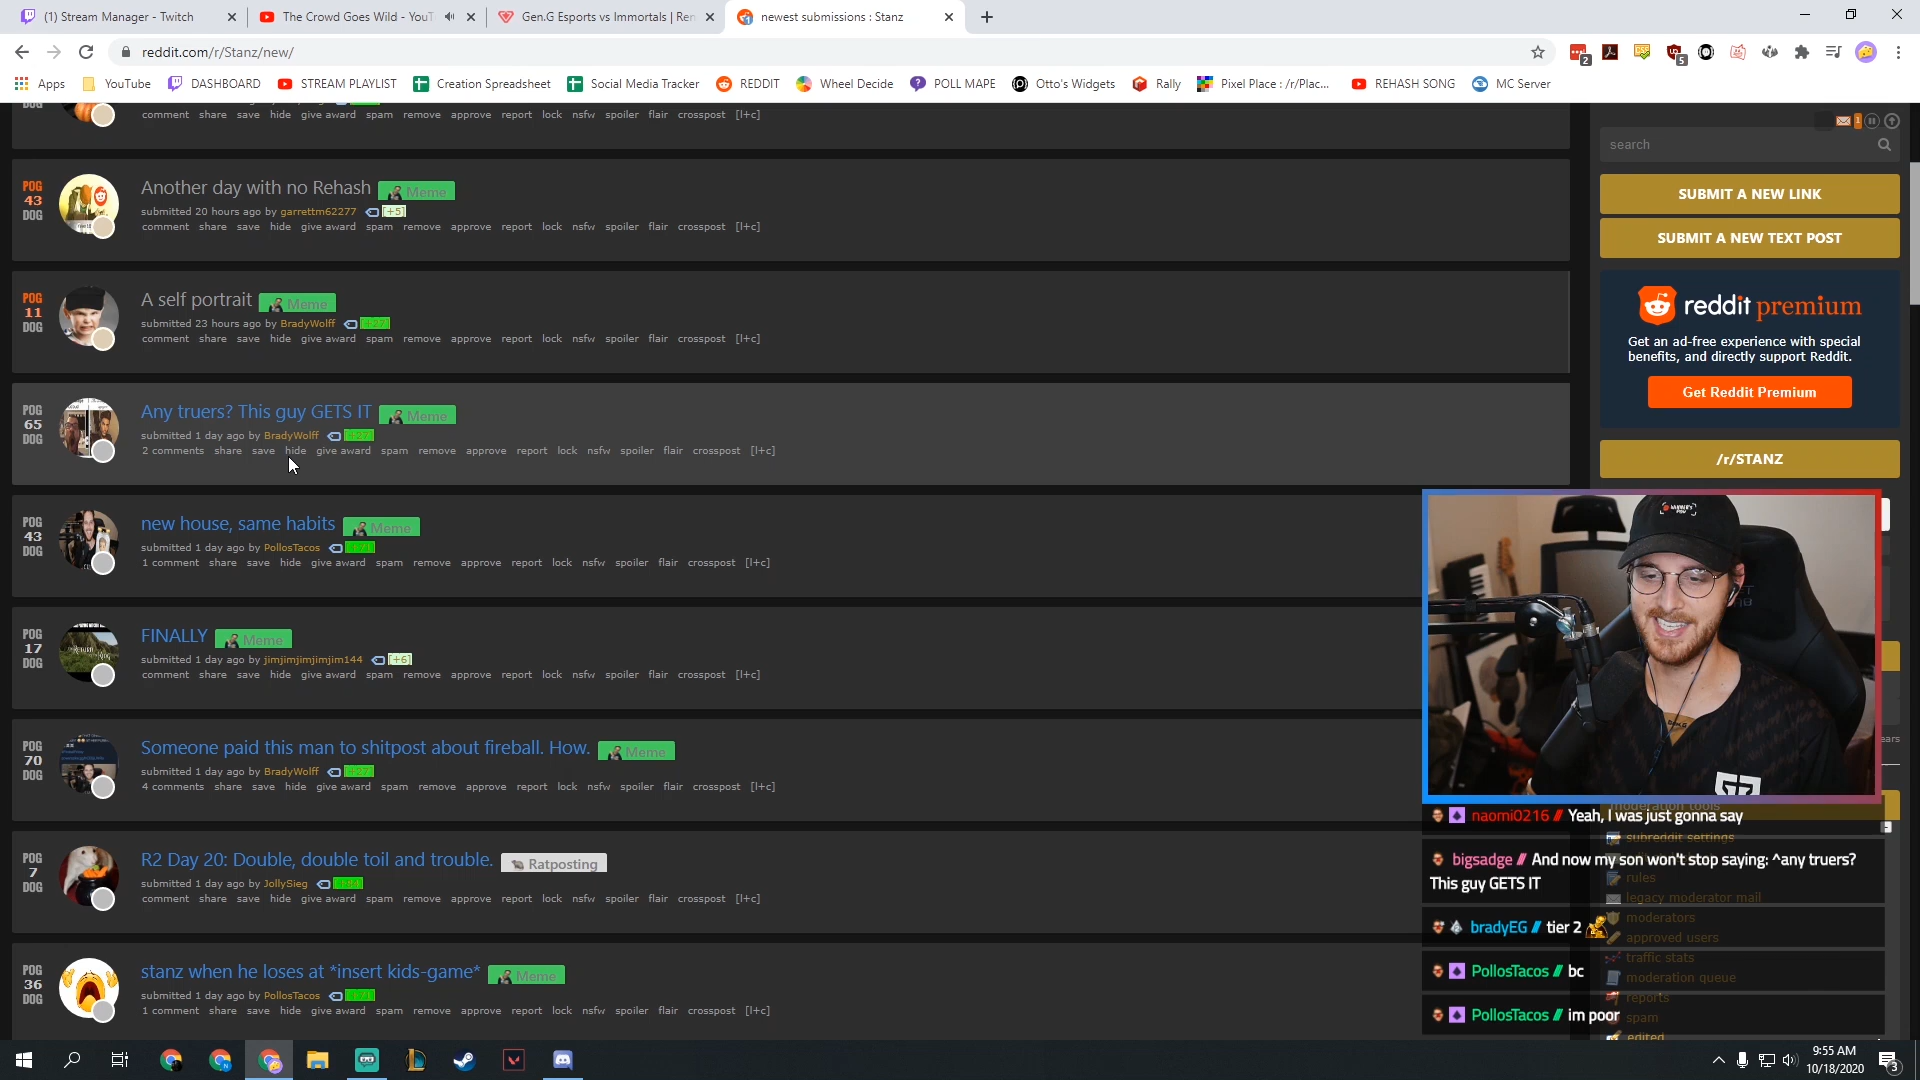 (1) Stream Manager - Twitch
The Crowd Goes Wild - YouT
Gen.G Esports vs Immortals | Ren
newest submissions : Stanz
reddit.com/r/Stanz/new/
Apps YouTube DASHBOARD STREAM PLAYLIST Creation Spreadsheet Social Media Tracker REDDIT Wheel Decide POLL MAPE Otto's Widgets Rally Pixel Place : /r/Plac... REHASH SONG MC Server
DOG
comment share save hide give award spam remove approve report lock nsfw spoiler flair crosspost [l+c]
POG
43
DOG
Another day with no Rehash Meme
submitted 20 hours ago by garrettm62277 [+5]
comment share save hide give award spam remove approve report lock nsfw spoiler flair crosspost [l+c]
POG
11
DOG
A self portrait Meme
submitted 23 hours ago by BradyWolff [+27]
comment share save hide give award spam remove approve report lock nsfw spoiler flair crosspost [l+c]
POG
65
DOG
Any truers? This guy GETS IT Meme
submitted 1 day ago by BradyWolff [+27]
2 comments share save hide give award spam remove approve report lock nsfw spoiler flair crosspost [l+c]
POG
43
DOG
new house, same habits Meme
submitted 1 day ago by PollosTacos
1 comment share save hide give award spam remove approve report lock nsfw spoiler flair crosspost [l+c]
POG
17
DOG
FINALLY Meme
submitted 1 day ago by jimjimjimjimjim144 [+6]
comment share save hide give award spam remove approve report lock nsfw spoiler flair crosspost [l+c]
POG
70
DOG
Someone paid this man to shitpost about fireball. How. Meme
submitted 1 day ago by BradyWolff [+27]
4 comments share save hide give award spam remove approve report lock nsfw spoiler flair crosspost [l+c]
POG
7
DOG
R2 Day 20: Double, double toil and trouble. Ratposting
submitted 1 day ago by JollySieg
comment share save hide give award spam remove approve report lock nsfw spoiler flair crosspost [l+c]
POG
36
DOG
stanz when he loses at *insert kids-game* Meme
submitted 1 day ago by PollosTacos
1 comment share save hide give award spam remove approve report lock nsfw spoiler flair crosspost [l+c]
1
search
SUBMIT A NEW LINK
SUBMIT A NEW TEXT POST
reddit premium
Get an ad-free experience with special
benefits, and directly support Reddit.
Get Reddit Premium
/r/STANZ
ears
moderation tools
naomi0216 // Yeah, I was just gonna say
subreddit settings
bigsadge // And now my son won't stop saying: ^any truers?
This guy GETS IT
rules
legacy moderator mail
moderators
bradyEG // tier 2
approved users
traffic stats
PollosTacos // bc
moderation queue
reports
PollosTacos // im poor
spam
edited
9:55 AM
10/18/2020
3